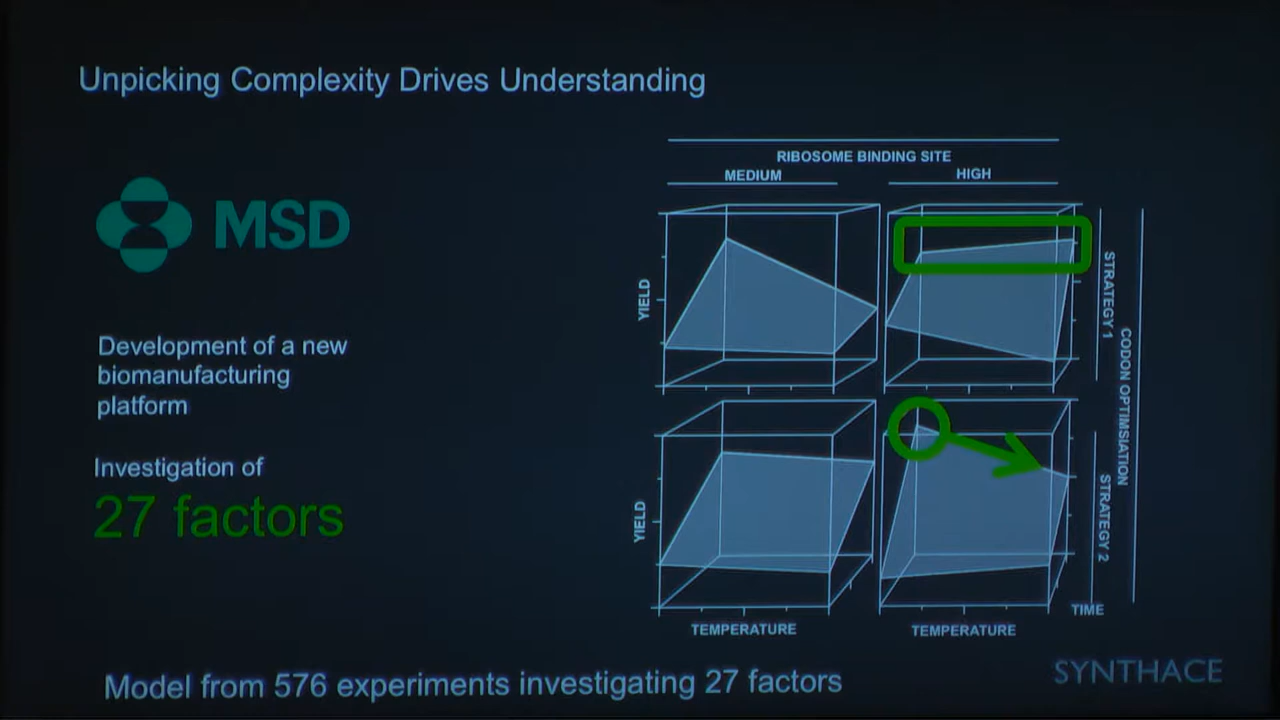 Unpicking Complexity Drives Understanding
RIBOSOME BINDING SITE
MEDIUM
HIGH
MSD
YIELD
STRATEGY 1
CODON OPTIMSIATION
Development of a new
biomanufacturing
platform
Investigation of
27 factors
YIELD
STRATEGY 2
TIME
TEMPERATURE
TEMPERATURE
Model from 576 experiments investigating 27 factors
SYNTHACE